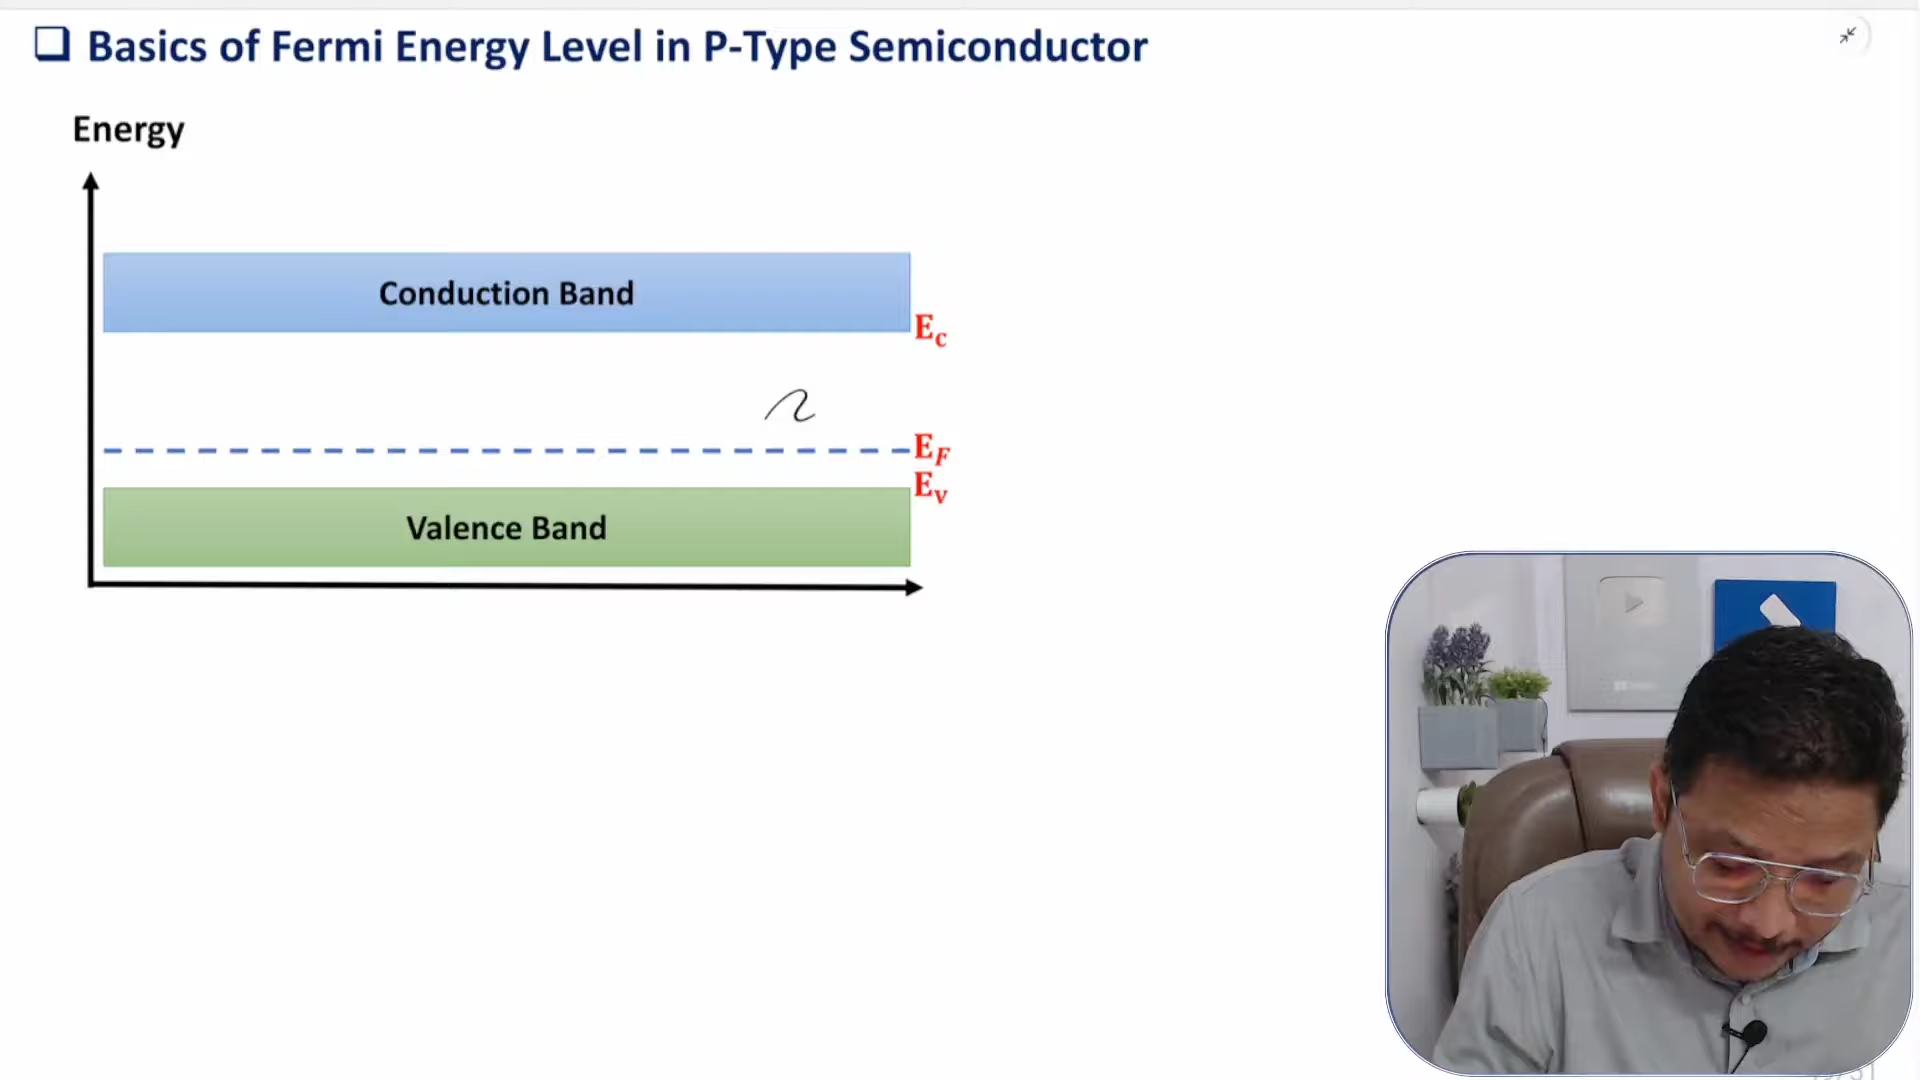 Basics of Fermi Energy Level in P-Type Semiconductor
Energy
Conduction Band
Ec
EF
Ev
Valence Band